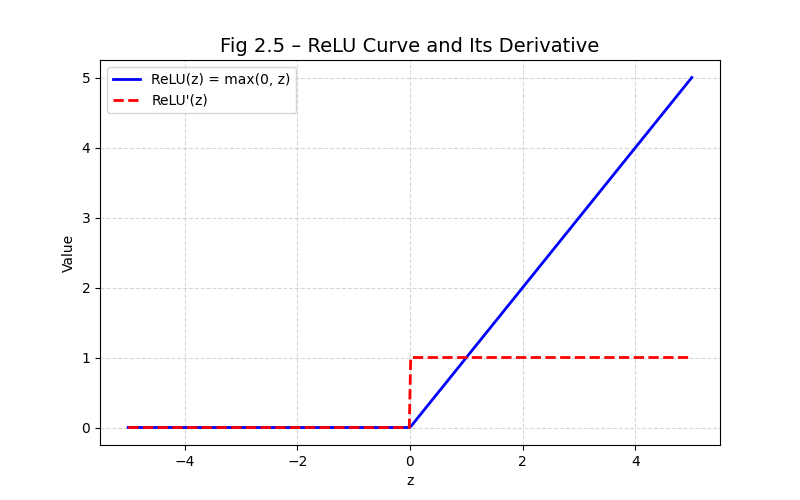 Fig 2.5 – ReLU Curve and Its Derivative
ReLU(z) = max(0, z)
ReLU'(z)
5
4
3
2
1
0
Value
−4
−2
0
2
4
z